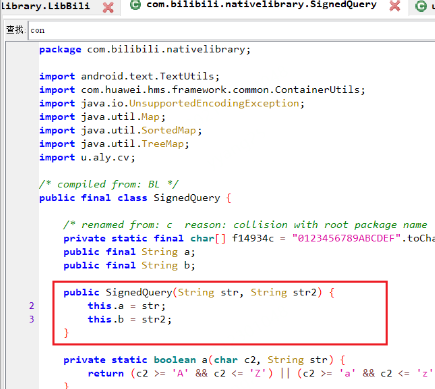 library.LibBili
com.bilibili.nativelibrary.SignedQuery
u
查找: con
package com.bilibili.nativelibrary;
import android.text.TextUtils;
import com.huawei.hms.framework.common.ContainerUtils;
import java.io.UnsupportedEncodingException;
import java.util.Map;
import java.util.SortedMap;
import java.util.TreeMap;
import u.aly.cv;
/* compiled from: BL */
public final class SignedQuery {
/* renamed from: c reason: collision with root package name
private static final char[] f14934c = "0123456789ABCDEF".toCha
public final String a;
public final String b;
public SignedQuery(String str, String str2) {
2 this.a = str;
3 this.b = str2;
}
private static boolean a(char c2, String str) {
return (c2 >= 'A' && c2 <= 'Z') || (c2 >= 'a' && c2 <= 'z'
}